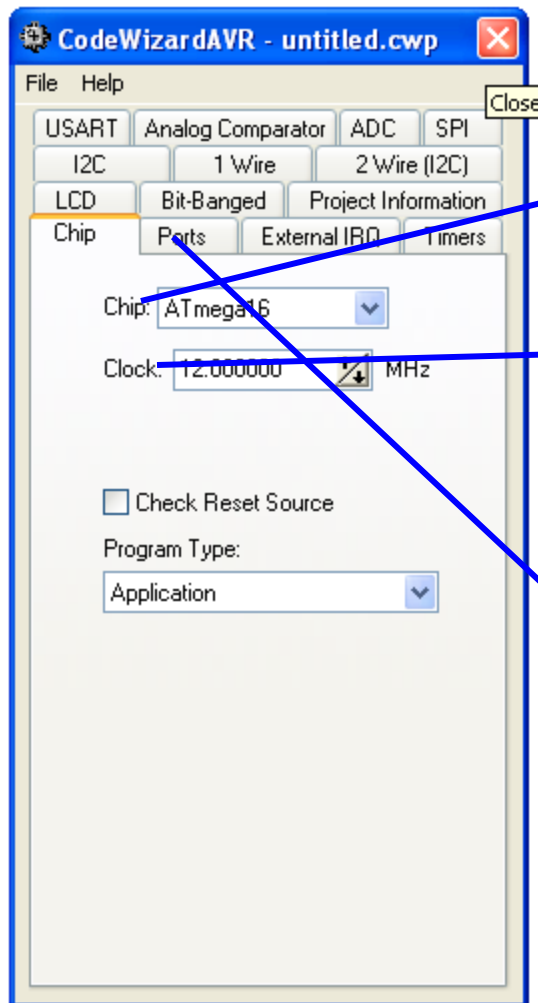 CodeWizardAVR - untitled.cwp
File Help
Close
USART Analog Comparator ADC SPI
I2C 1 Wire 2 Wire (I2C)
LCD Bit-Banged Project Information
Chip Ports External IRQ Timers
Chip: ATmega16
Clock: 12.000000 MHz
Check Reset Source
Program Type:
Application